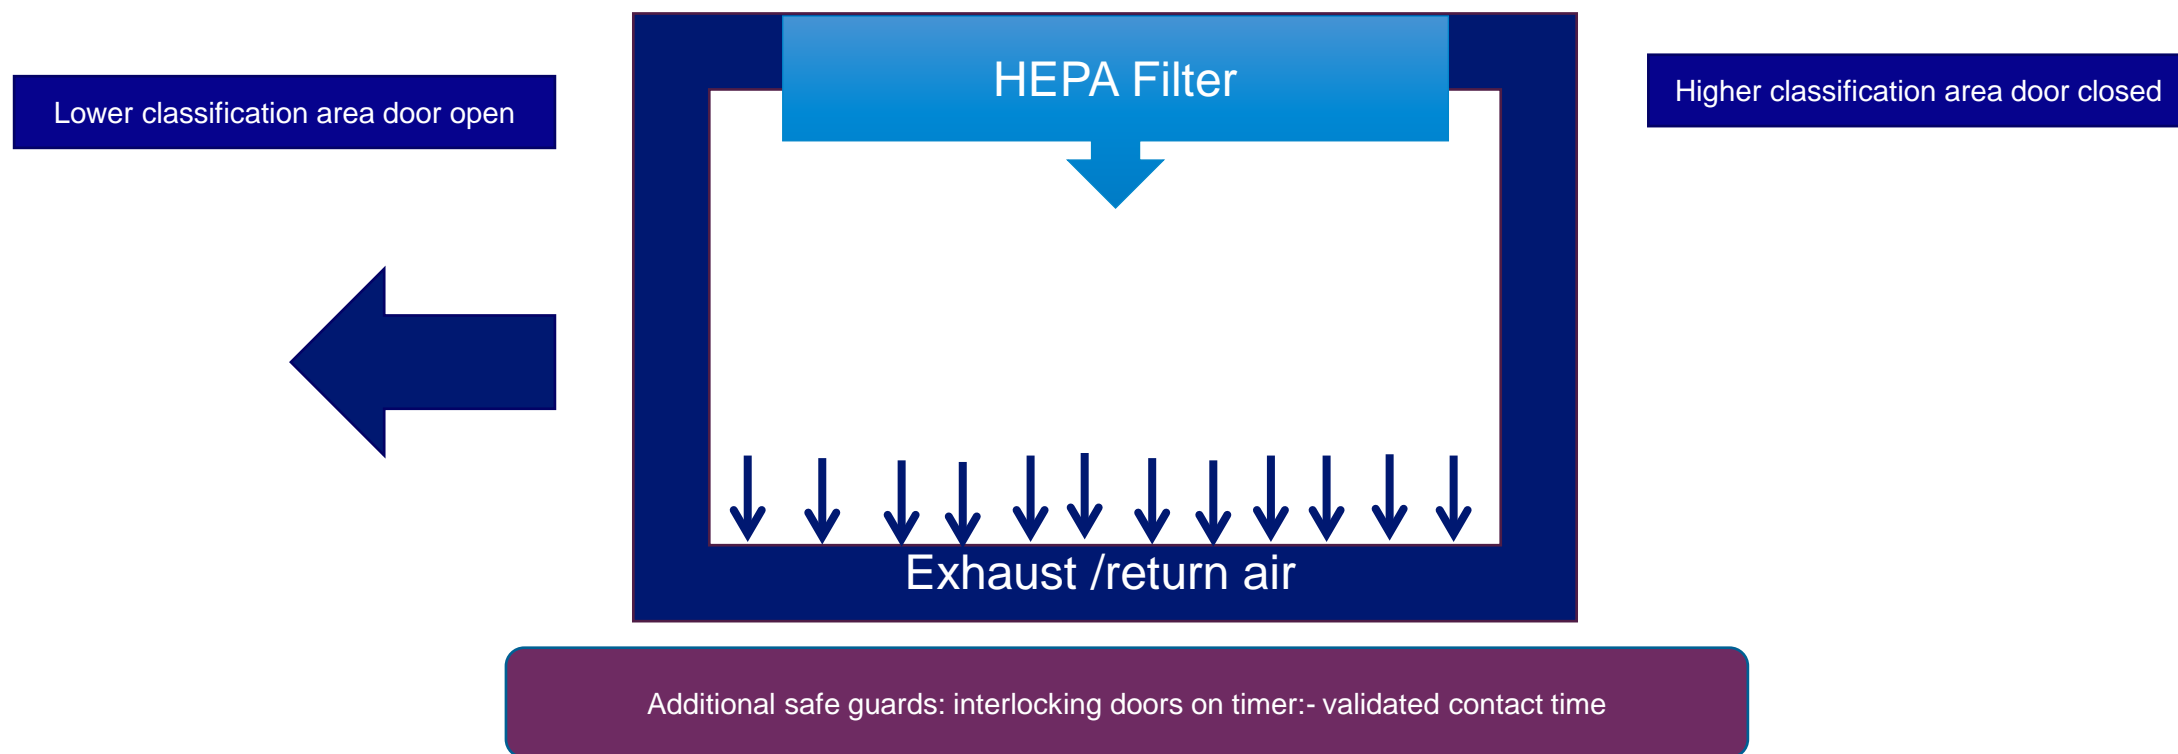 HEPA Filter
Lower classification area door open
Higher classification area door closed
Exhaust /return air
Additional safe guards: interlocking doors on timer:- validated contact time